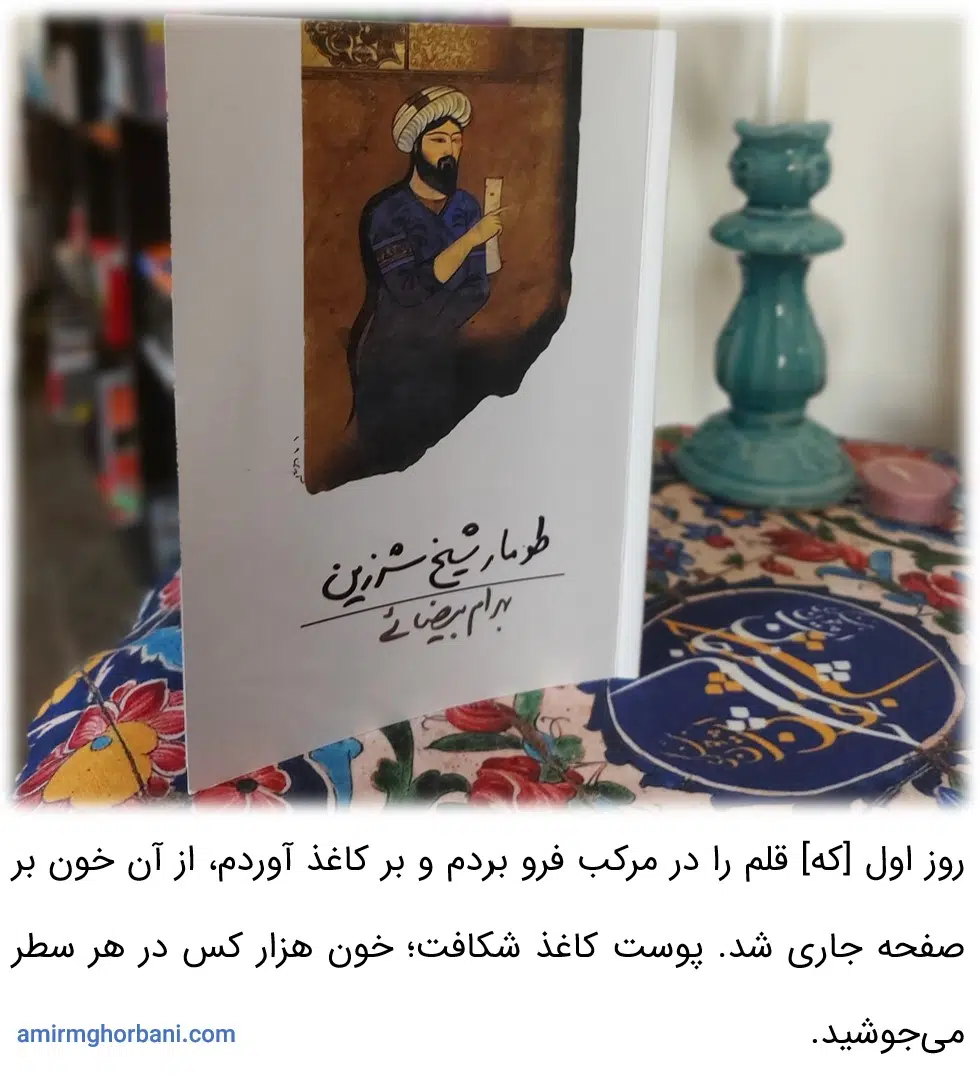 طومار شیخ شرزین
بهرام بیضائی
روز اول [که] قلم را در مرکب فرو بردم و بر کاغذ آوردم، از آن خون بر
صفحه جاری شد. پوست کاغذ شکافت؛ خون هزار کس در هر سطر
می‌جوشید.
amirmghorbani.com